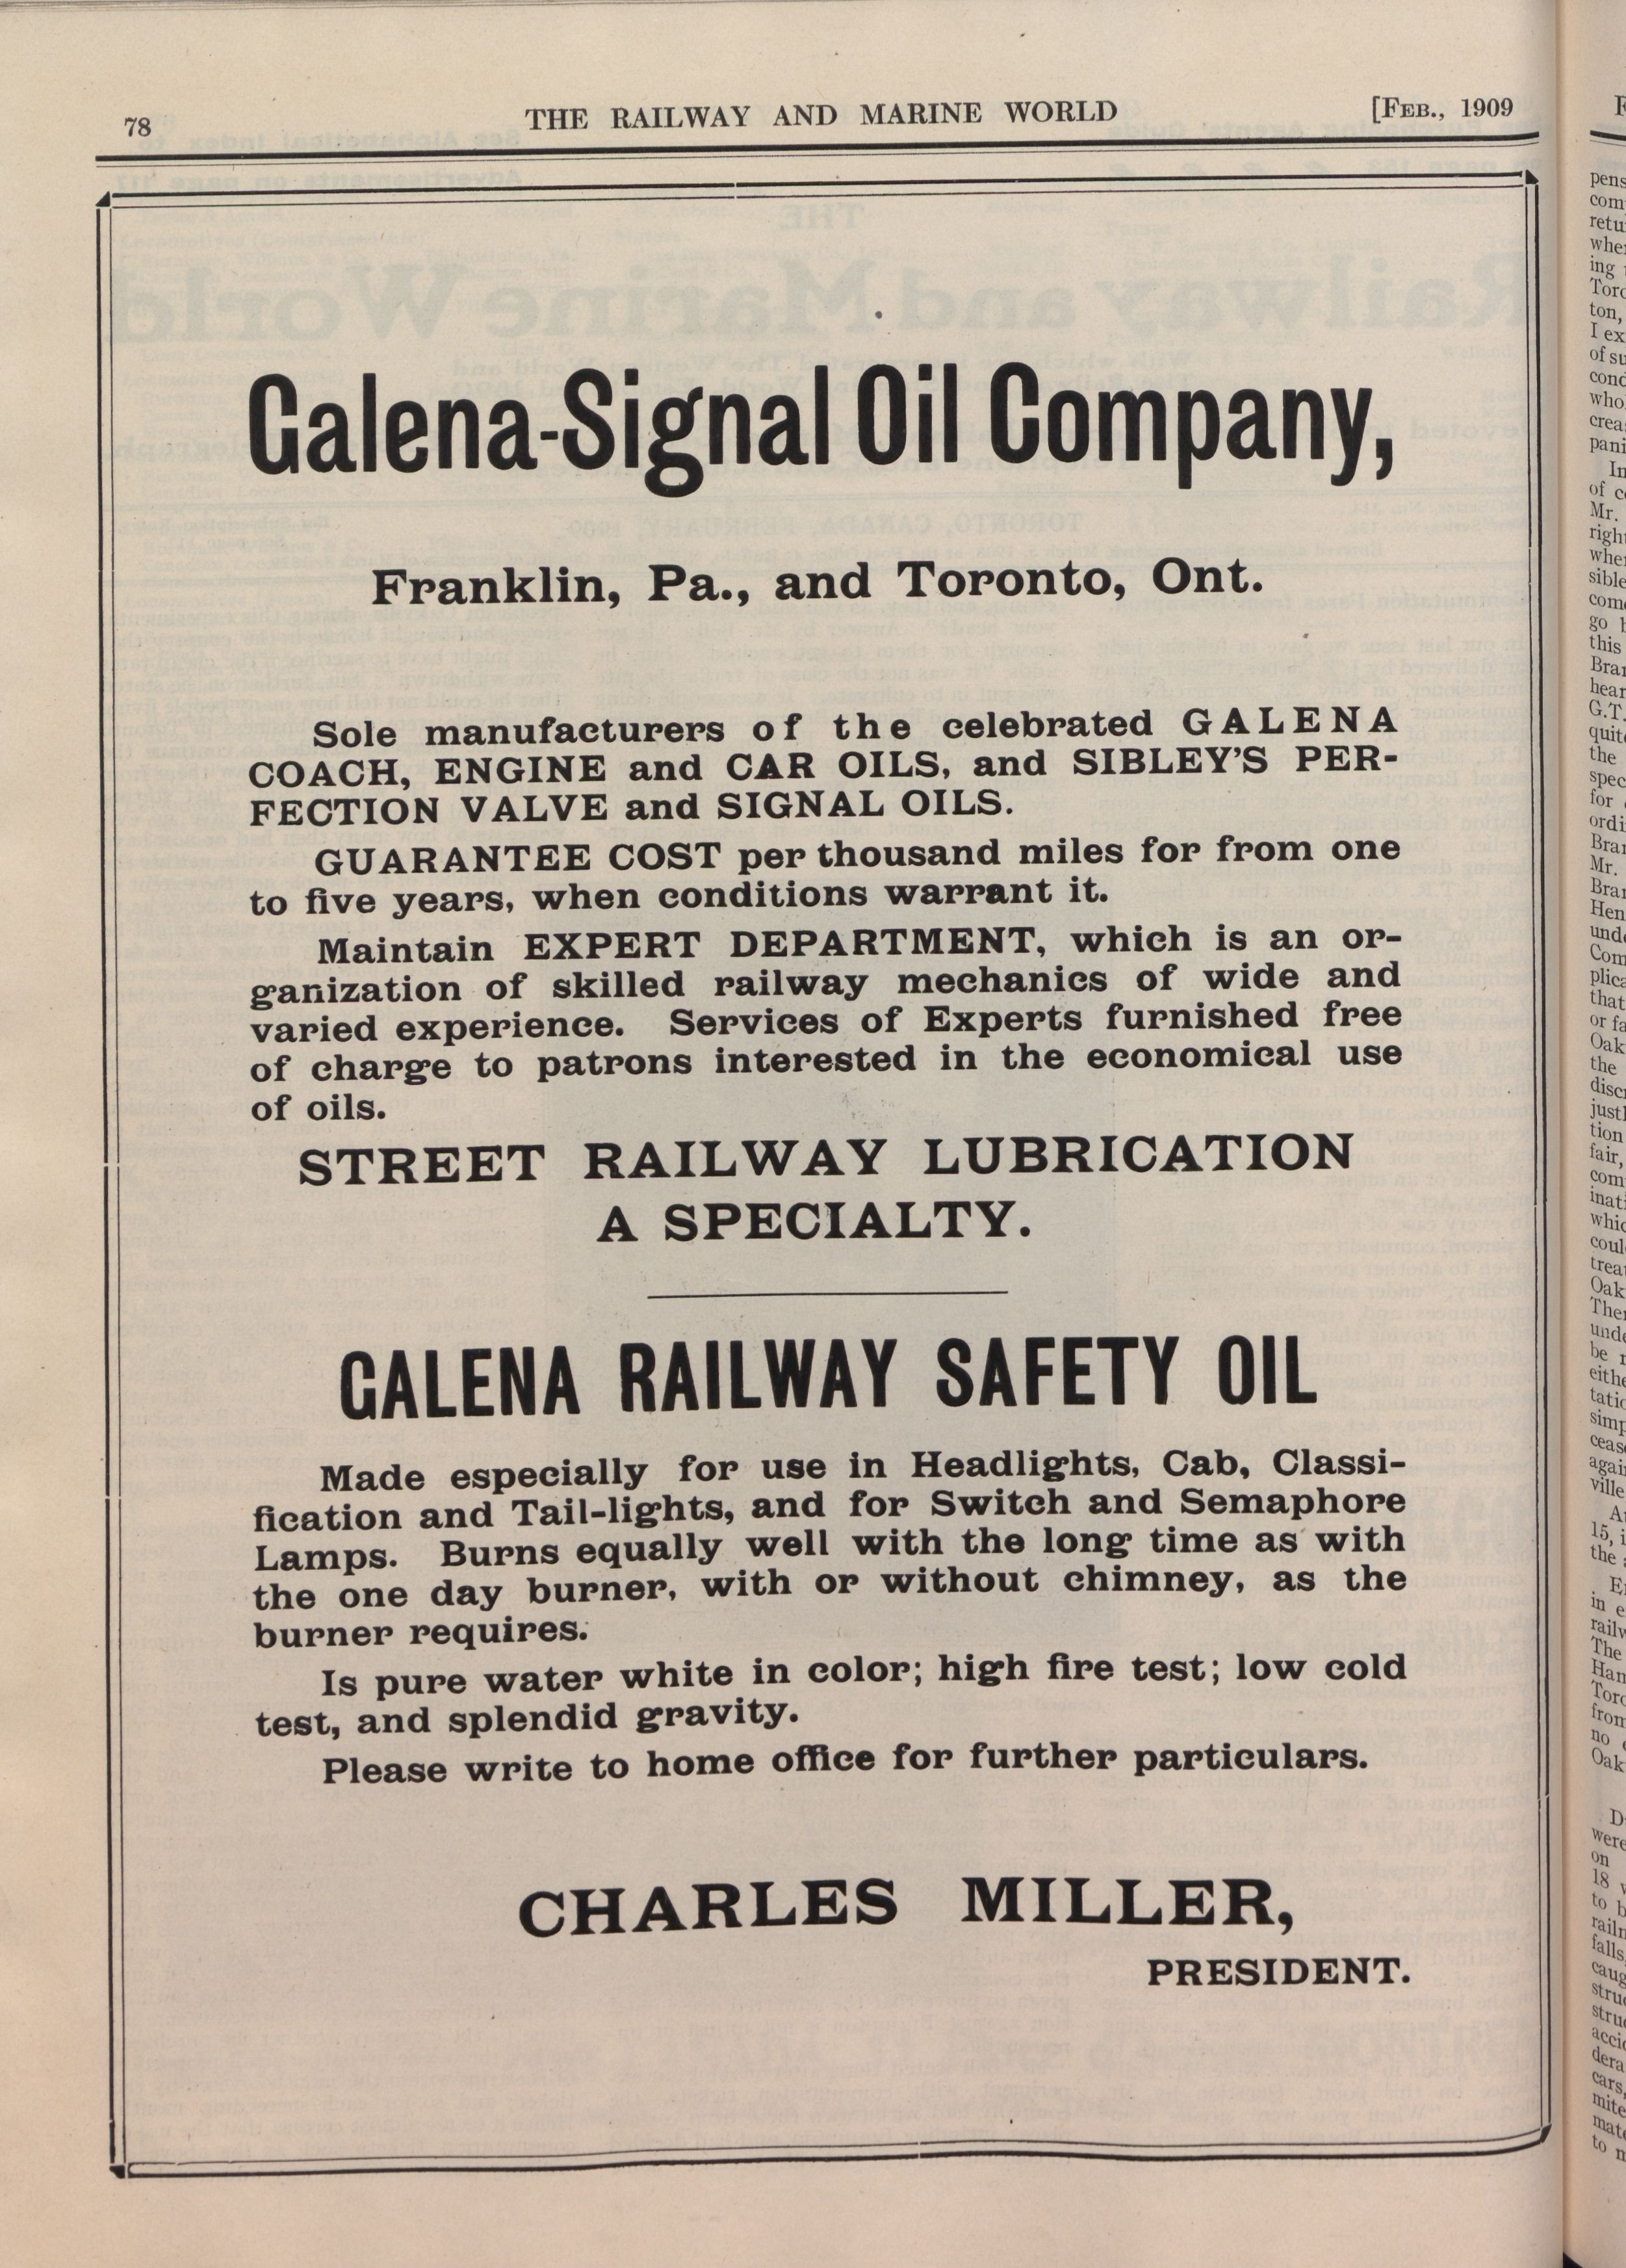 78
THE RAILWAY AND MARINE WORLD
[FEB., 1909
Galena-Signal Oil Company,
Franklin, Pa., and Toronto, Ont.
Sole manufacturers of the celebrated GALENA
COACH, ENGINE and CAR OILS, and SIBLEY'S PER-
FECTION VALVE and SIGNAL OILS.
GUARANTEE COST per thousand miles for from one
to five years, when conditions warrant it.
Maintain EXPERT DEPARTMENT, which is an or-
ganization of skilled railway mechanics of wide and
varied experience. Services of Experts furnished free
of charge to patrons interested in the economical use
of oils.
STREET RAILWAY LUBRICATION
A SPECIALTY.
GALENA RAILWAY SAFETY OIL
Made especially for use in Headlights, Cab, Classi-
fication and Tail-lights, and for Switch and Semaphore
Lamps. Burns equally well with the long time as with
the one day burner, with or without chimney, as the
burner requires.
Is pure water white in color; high fire test; low cold
test, and splendid gravity.
Please write to home office for further particulars.
CHARLES MILLER,
PRESIDENT.